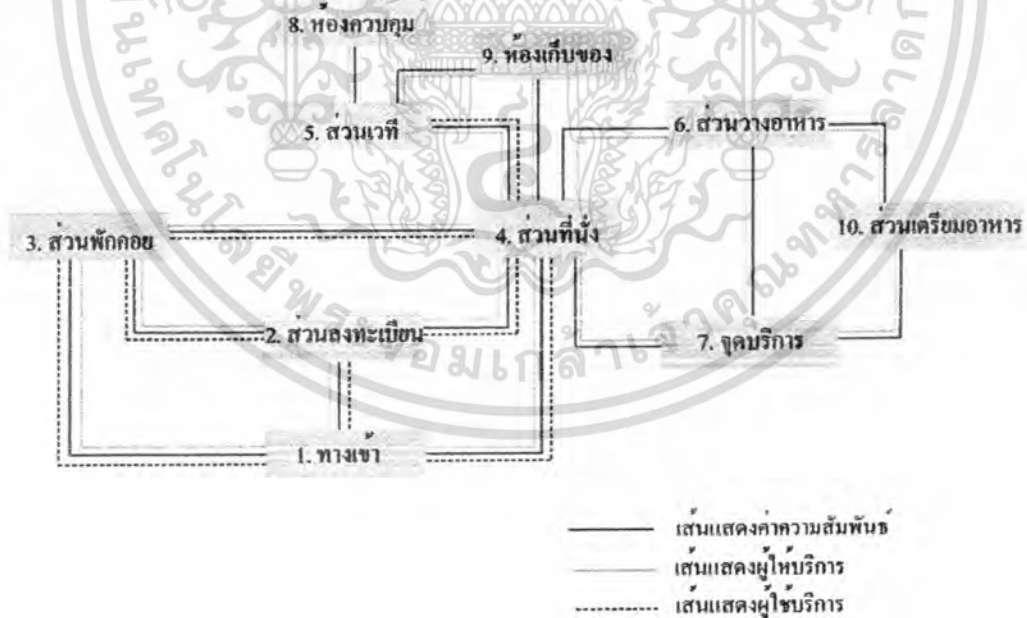 8. ห้องควบคุม
9. ห้องเก็บของ
5. ส่วนเวที
6. ส่วนวางอาหาร
3. ส่วนพักคอย
4. ส่วนที่นั่ง
10. ส่วนเตรียมอาหาร
2. ส่วนลงทะเบียน
7. จุดบริการ
1. ทางเข้า
เส้นแสดงค่าความสัมพันธ์
เส้นแสดงผู้ให้บริการ
เส้นแสดงผู้ใช้บริการ